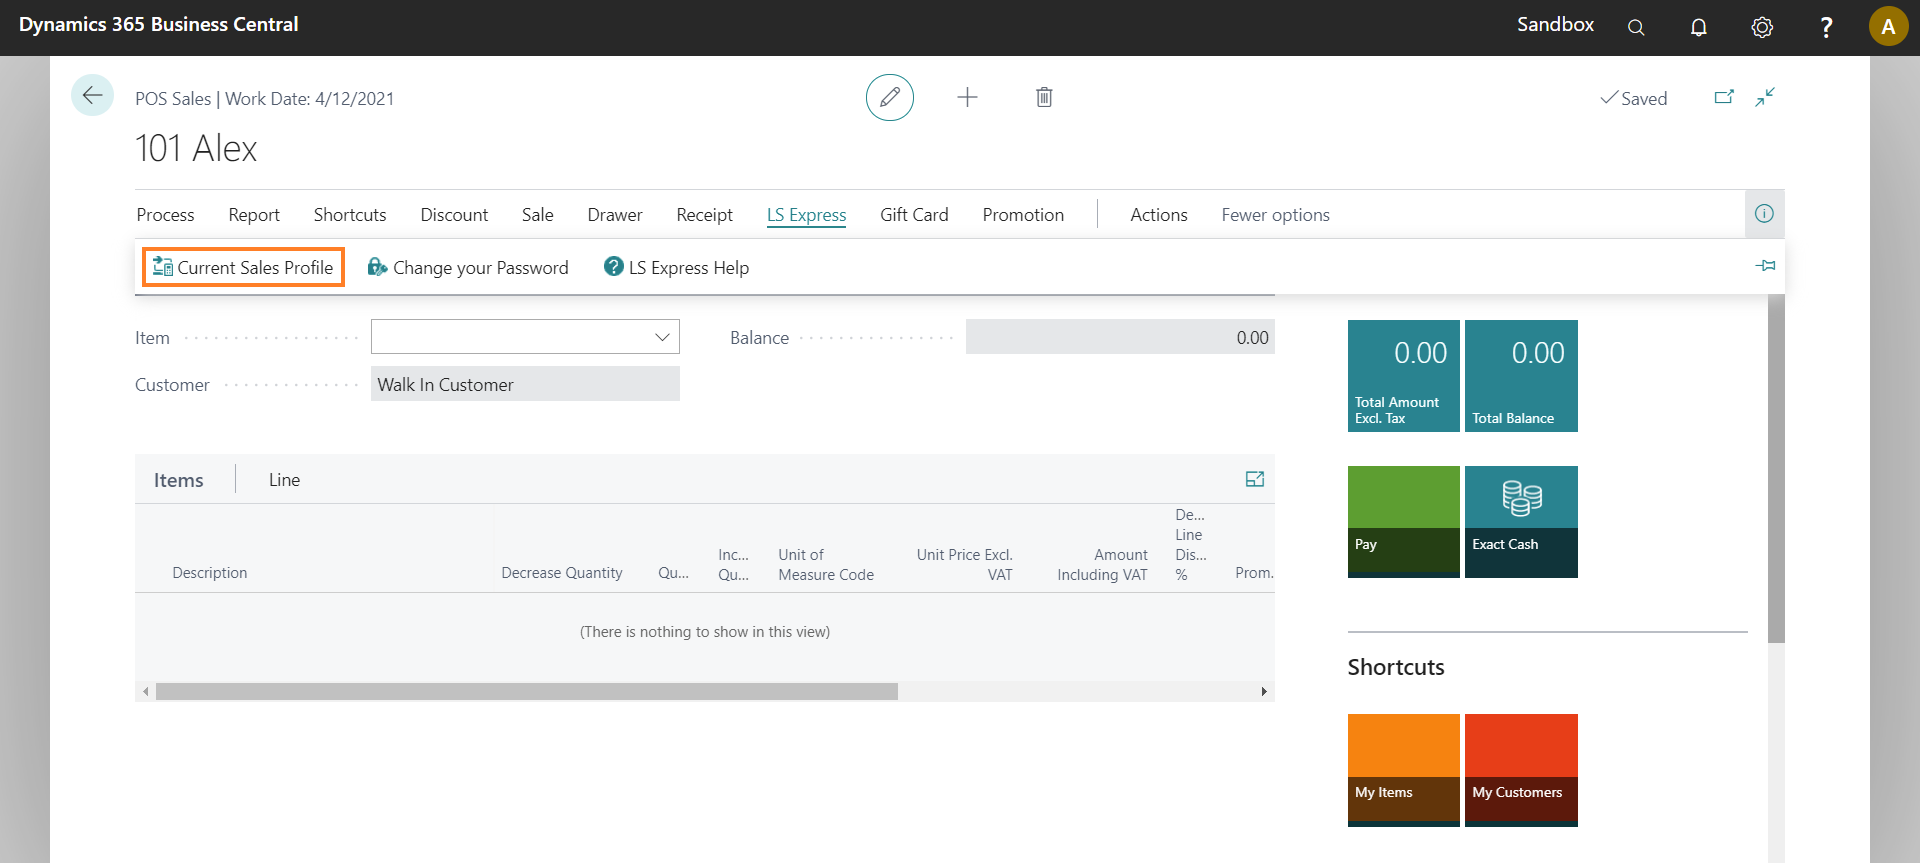 Dynamics 365 Business Central
Sandbox
?
A
POS Sales | Work Date: 4/12/2021
Saved
101 Alex
Process
Report
Shortcuts
Discount
Sale
Drawer
Receipt
LS Express
Gift Card
Promotion
Actions
Fewer options
Current Sales Profile
Change your Password
LS Express Help
Item
Balance
0.00
Customer
Walk In Customer
0.00
Total Amount
Excl. Tax
0.00
Total Balance
Items
Line
Description
Decrease Quantity
Qu...
Inc...
Qu...
Unit of
Measure Code
Unit Price Excl.
VAT
Amount
Including VAT
De...
Line
Dis...
%
Prom.
(There is nothing to show in this view)
Pay
Exact Cash
Shortcuts
My Items
My Customers